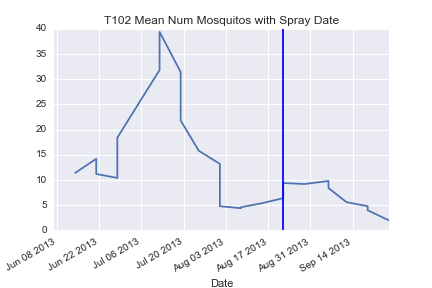 T102 Mean Num Mosquitos with Spray Date
40
35
30
25
20
15
10
5
0
Jun 08 2013
Jun 22 2013
Jul 06 2013
Jul 20 2013
Aug 03 2013
Aug 17 2013
Aug 31 2013
Sep 14 2013
Date